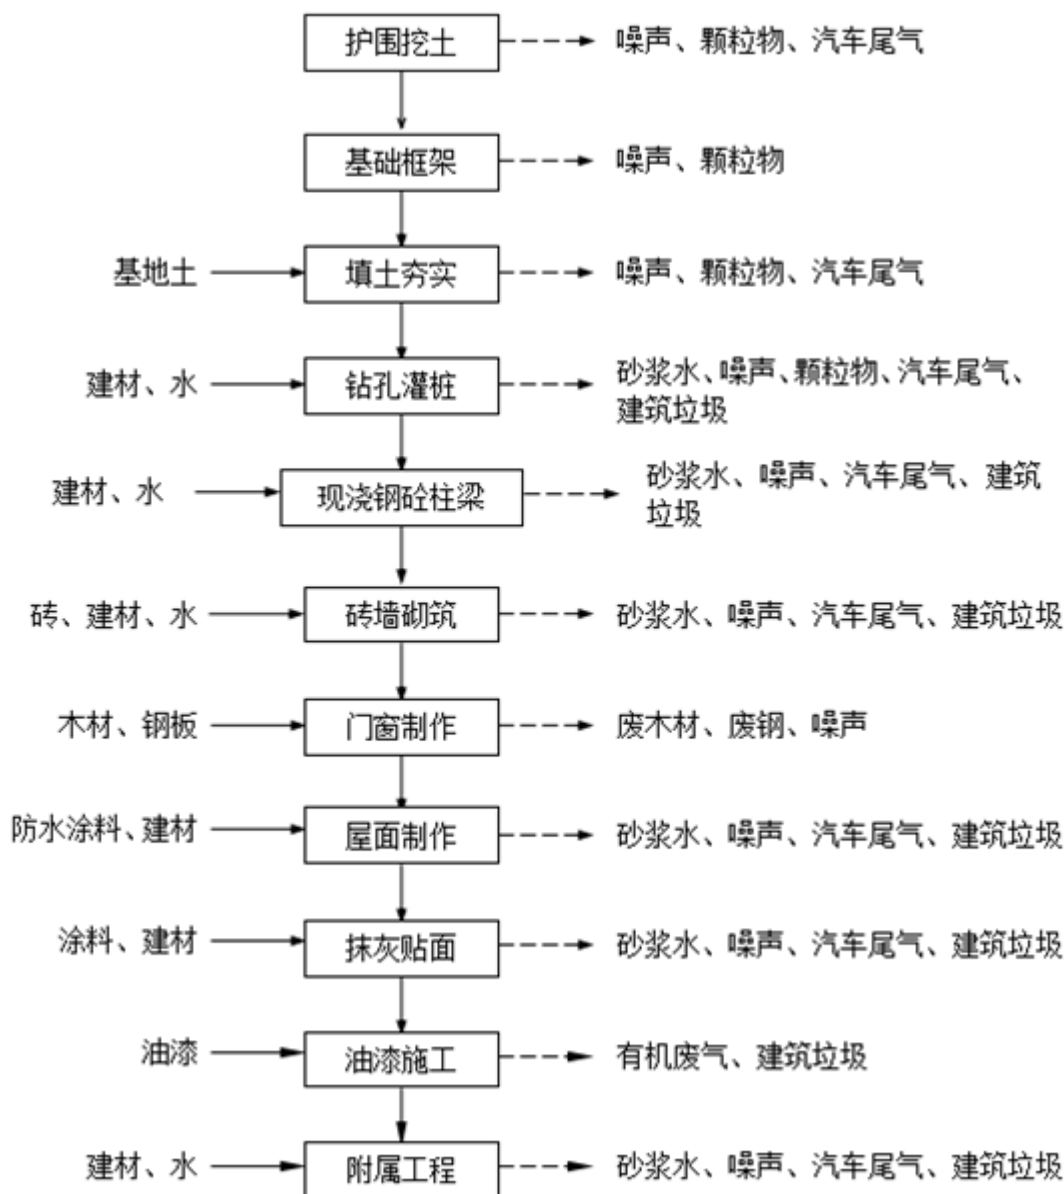 护围挖土
噪声、颗粒物、汽车尾气
基础框架
噪声、颗粒物
基地土
填土夯实
噪声、颗粒物、汽车尾气
建材、水
钻孔灌桩
砂浆水、噪声、颗粒物、汽车尾气、
建筑垃圾
建材、水
现浇钢砼柱梁
砂浆水、噪声、汽车尾气、建筑
垃圾
砖、建材、水
砖墙砌筑
砂浆水、噪声、汽车尾气、建筑垃圾
木材、钢板
门窗制作
废木材、废钢、噪声
防水涂料、建材
屋面制作
砂浆水、噪声、汽车尾气、建筑垃圾
涂料、建材
抹灰贴面
砂浆水、噪声、汽车尾气、建筑垃圾
油漆
油漆施工
有机废气、建筑垃圾
建材、水
附属工程
砂浆水、噪声、汽车尾气、建筑垃圾